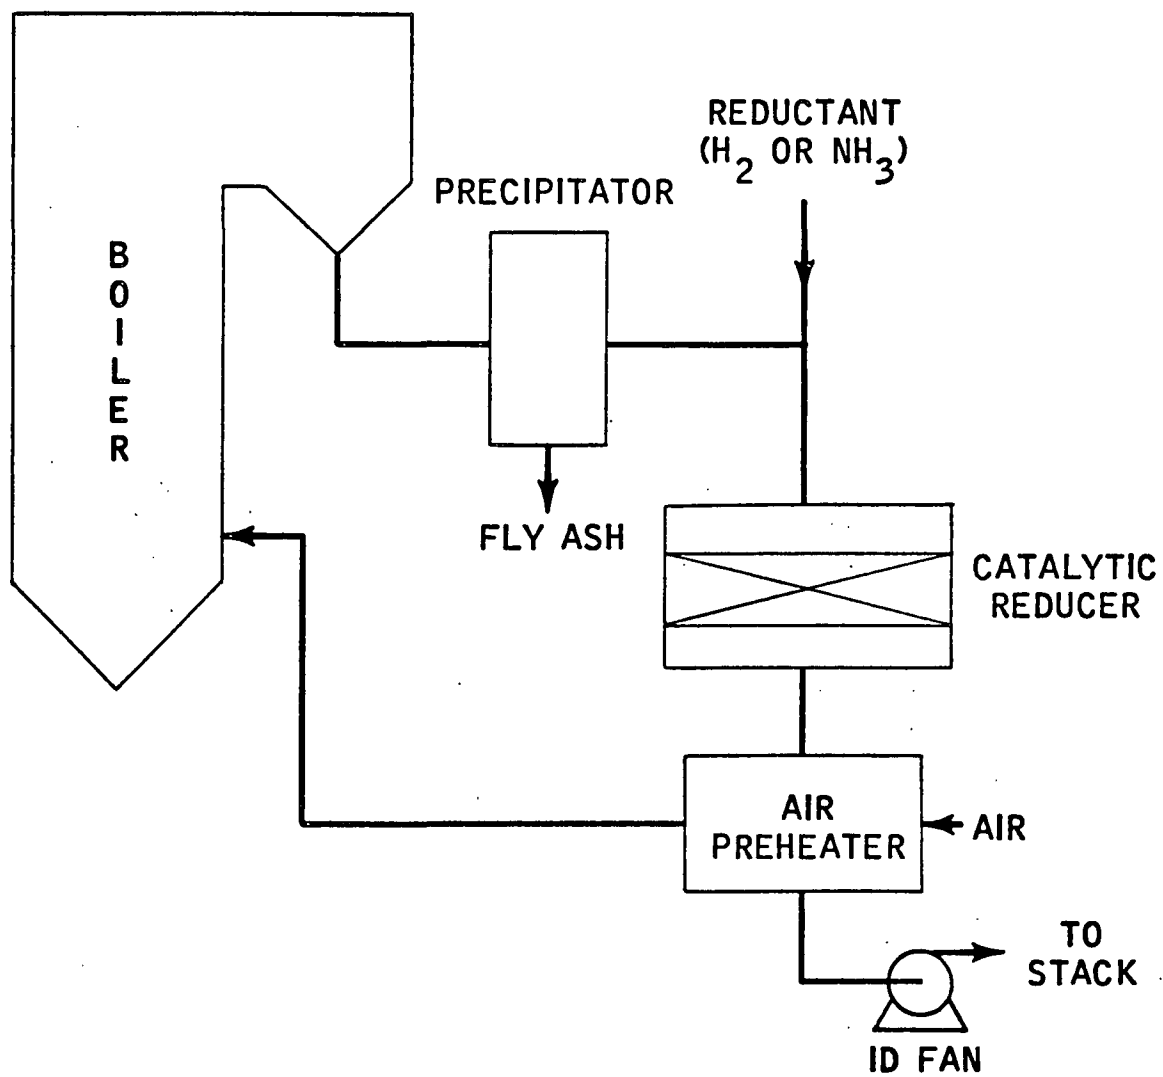 REDUCTANT
(H2 OR NH3)
PRECIPITATOR
BOILER
FLY ASH
CATALYTIC
REDUCER
AIR
PREHEATER
AIR
TO
STACK
ID FAN